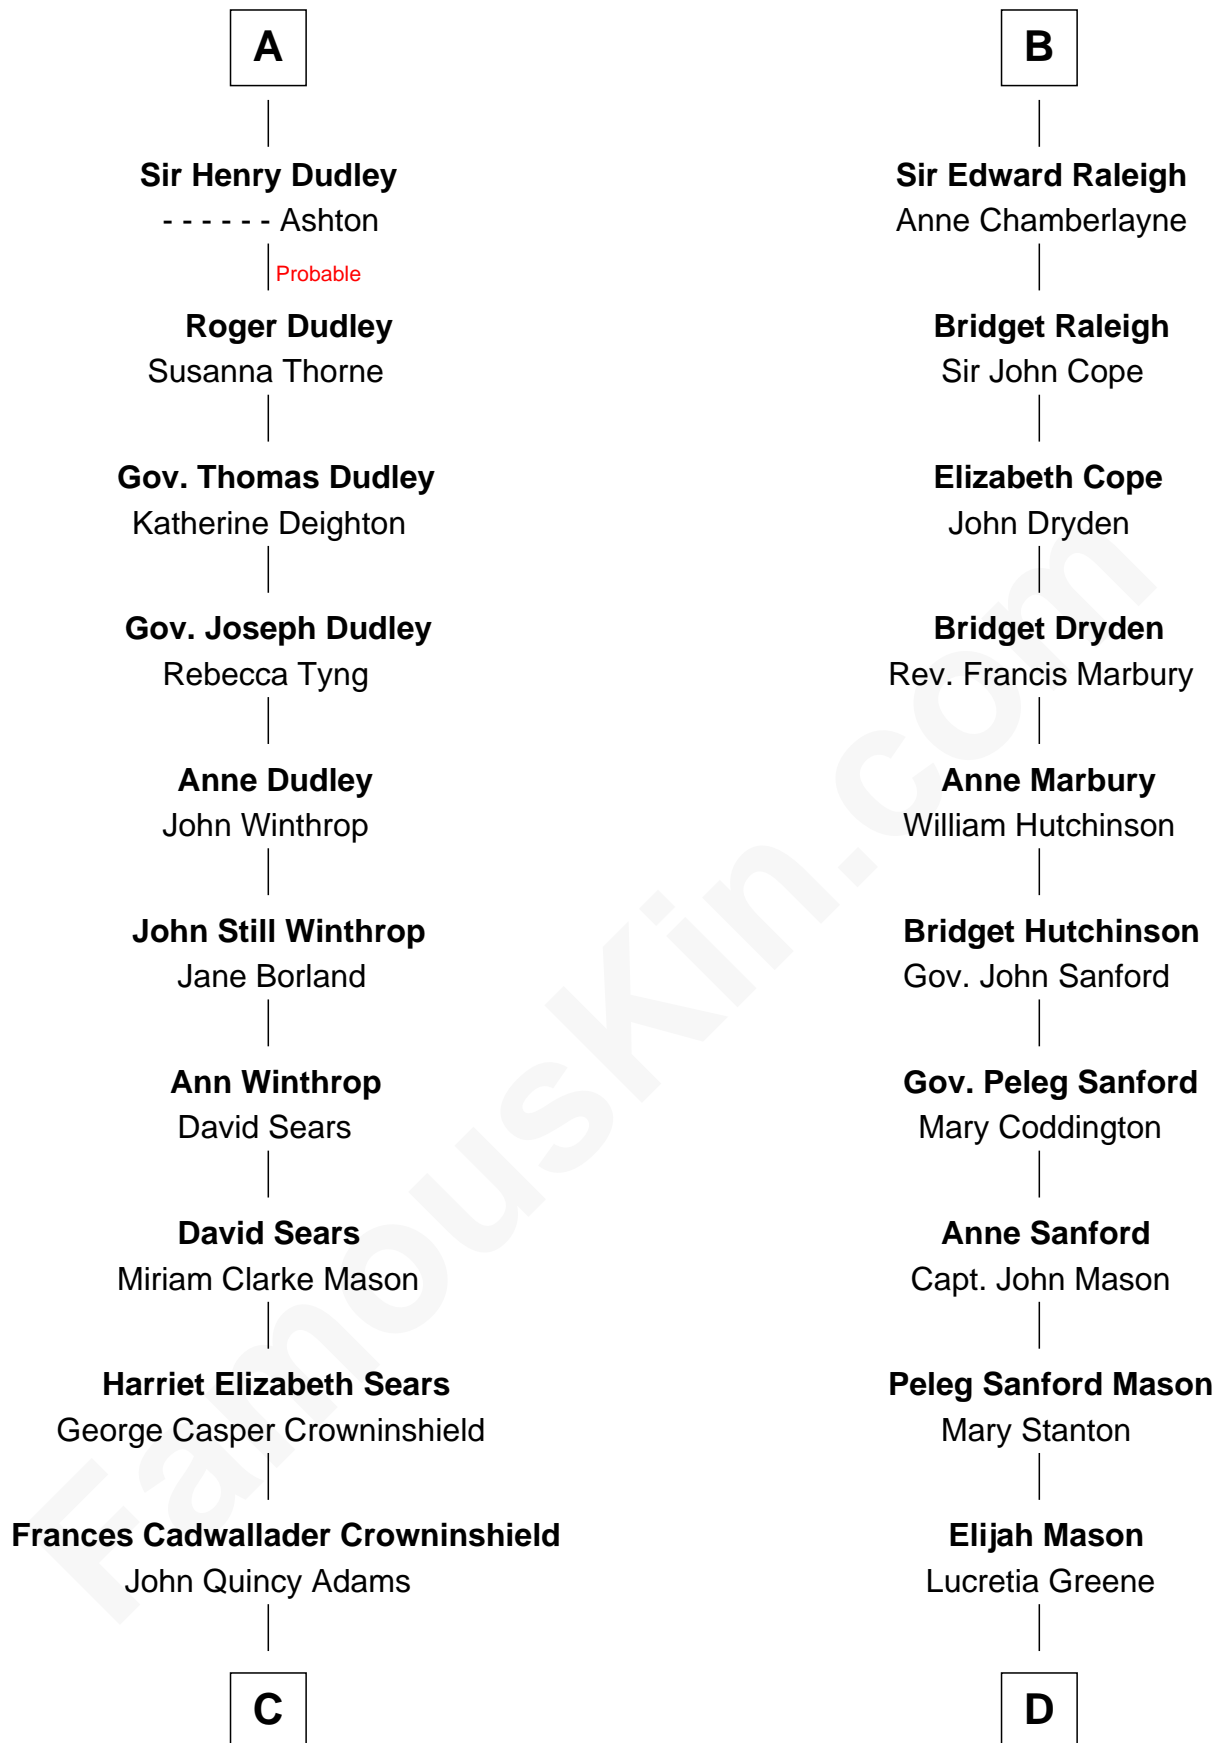 A
Sir Henry Dudley
- - - - - - Ashton
Probable
Roger Dudley
Susanna Thorne
Gov. Thomas Dudley
Katherine Deighton
Gov. Joseph Dudley
Rebecca Tyng
Anne Dudley
John Winthrop
John Still Winthrop
Jane Borland
Ann Winthrop
David Sears
David Sears
Miriam Clarke Mason
Harriet Elizabeth Sears
George Casper Crowninshield
Frances Cadwallader Crowninshield
John Quincy Adams
C
B
Sir Edward Raleigh
Anne Chamberlayne
Bridget Raleigh
Sir John Cope
Elizabeth Cope
John Dryden
Bridget Dryden
Rev. Francis Marbury
Anne Marbury
William Hutchinson
Bridget Hutchinson
Gov. John Sanford
Gov. Peleg Sanford
Mary Coddington
Anne Sanford
Capt. John Mason
Peleg Sanford Mason
Mary Stanton
Elijah Mason
Lucretia Greene
D
FamousKin.com